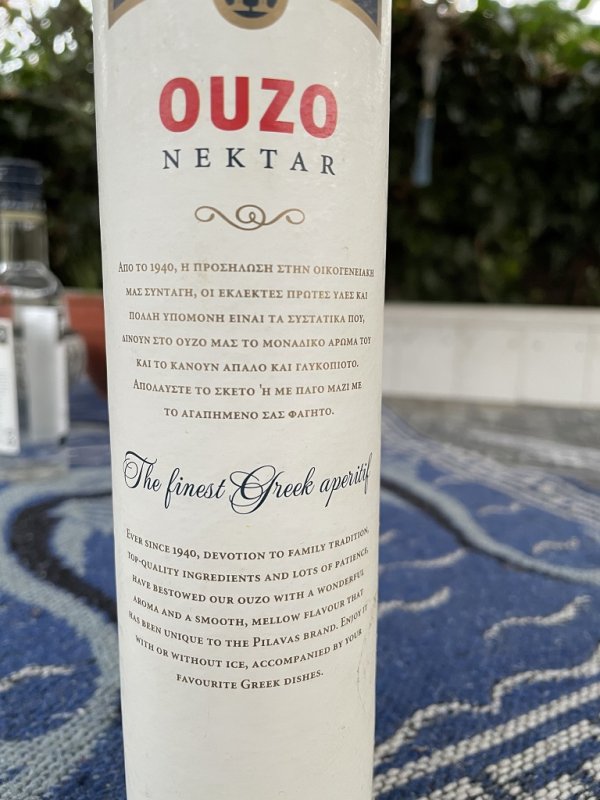 OUZO
NEKTAR
ΑΠΟ ΤΟ 1940, Η ΠΡΟΣΗΛΩΣΗ ΣΤΗΝ ΟΙΚΟΓΕΝΕΙΑΚΗ
ΜΑΣ ΣΥΝΤΑΓΗ, ΟΙ ΕΚΛΕΚΤΕΣ ΠΡΩΤΕΣ ΥΛΕΣ ΚΑΙ
ΠΟΛΛΗ ΥΠΟΜΟΝΗ ΕΙΝΑΙ ΤΑ ΣΥΣΤΑΤΙΚΑ ΠΟΥ,
ΔΙΝΟΥΝ ΣΤΟ ΟΥΖΟ ΜΑΣ ΤΟ ΜΟΝΑΔΙΚΟ ΑΡΩΜΑ ΤΟΥ
ΚΑΙ ΤΟ ΚΑΝΟΥΝ ΑΠΑΛΟ ΚΑΙ ΓΛΥΚΟΠΙΟΤΟ.
ΑΠΟΛΑΥΣΤΕ ΤΟ ΣΚΕΤΟ 'Η ΜΕ ΠΑΓΟ ΜΑΖΙ ΜΕ
ΤΟ ΑΓΑΠΗΜΕΝΟ ΣΑΣ ΦΑΓΗΤΟ.
The finest Greek aperitif
EVER SINCE 1940, DEVOTION TO FAMILY TRADITION,
TOP-QUALITY INGREDIENTS AND LOTS OF PATIENCE,
HAVE BESTOWED OUR OUZO WITH A WONDERFUL
AROMA AND A SMOOTH, MELLOW FLAVOUR THAT
HAS BEEN UNIQUE TO THE PILAVAS BRAND. ENJOY IT
WITH OR WITHOUT ICE, ACCOMPANIED BY YOUR
FAVOURITE GREEK DISHES.